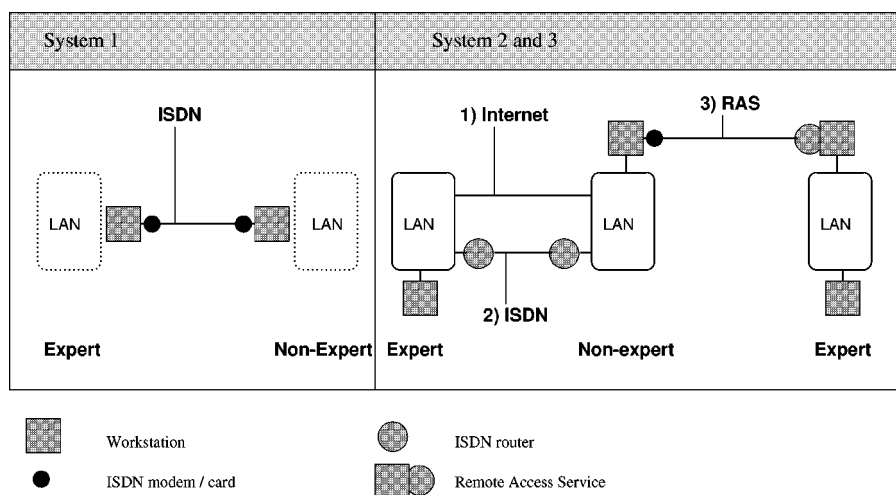 System 1
System 2 and 3
ISDN
LAN
LAN
Expert
Non-Expert
1) Internet
3) RAS
LAN
LAN
LAN
2) ISDN
Expert
Non-expert
Expert
Workstation
ISDN router
ISDN modem / card
Remote Access Service